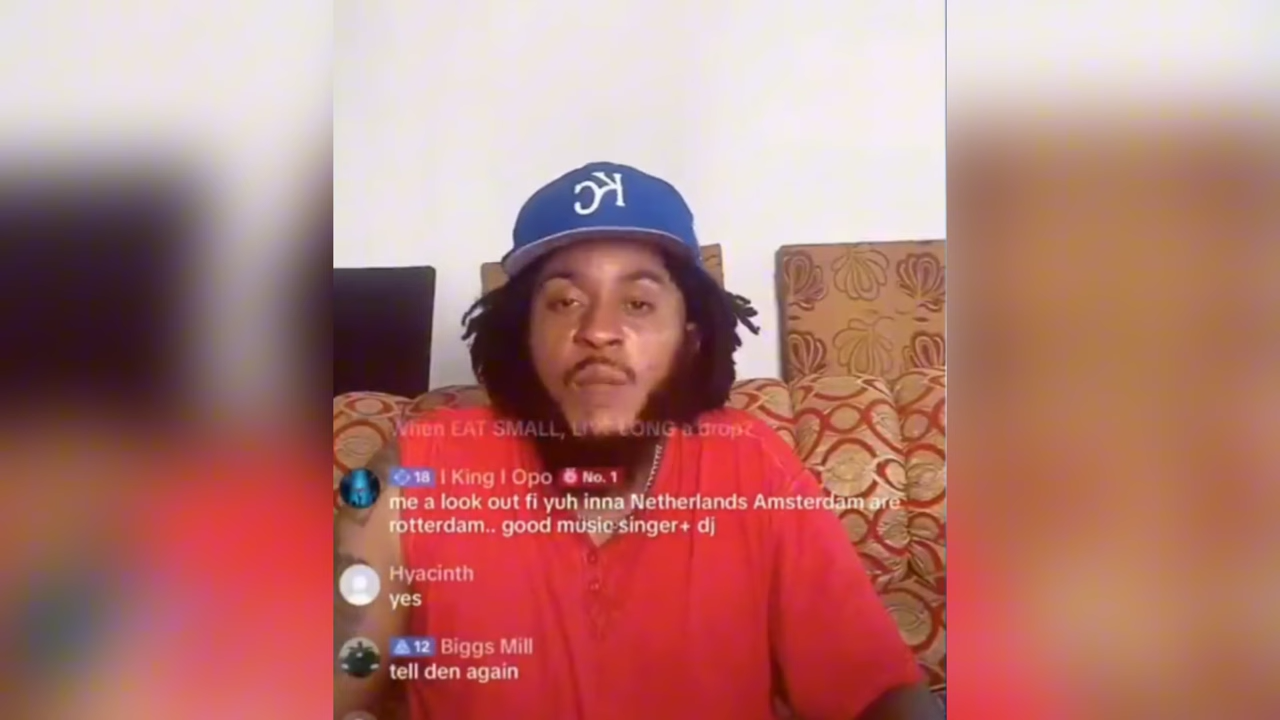 KC
When EAT SMALL, LIVE LONG a drop?
18 I King I Opo No. 1
me a look out fi yuh inna Netherlands Amsterdam are
rotterdam.. good music singer+ dj
Hyacinth
yes
12 Biggs Mill
tell den again